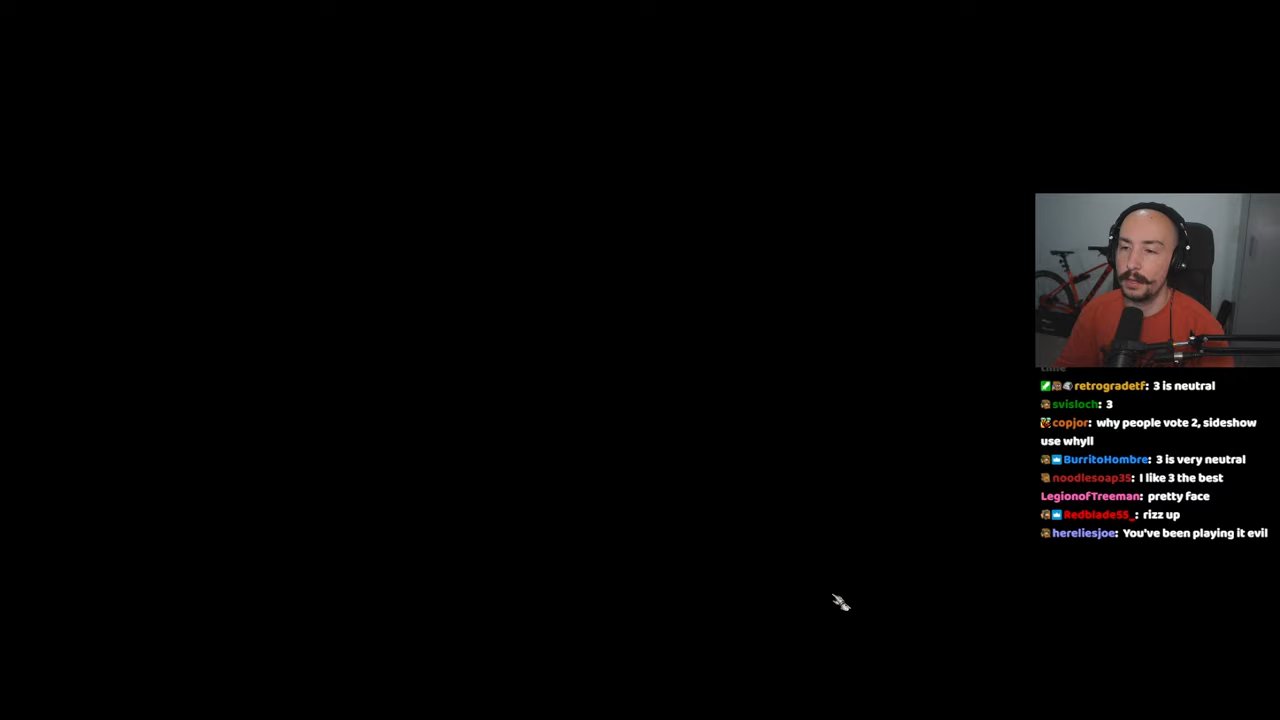 retrogradetf: 3 is neutral
svisloch: 3
copjor: why people vote 2, sideshow
use whyll
BurritoHombre: 3 is very neutral
noodlesoap35: I like 3 the best
LegionofTreeman: pretty face
Redblade55_: rizz up
hereliesjoe: You've been playing it evil